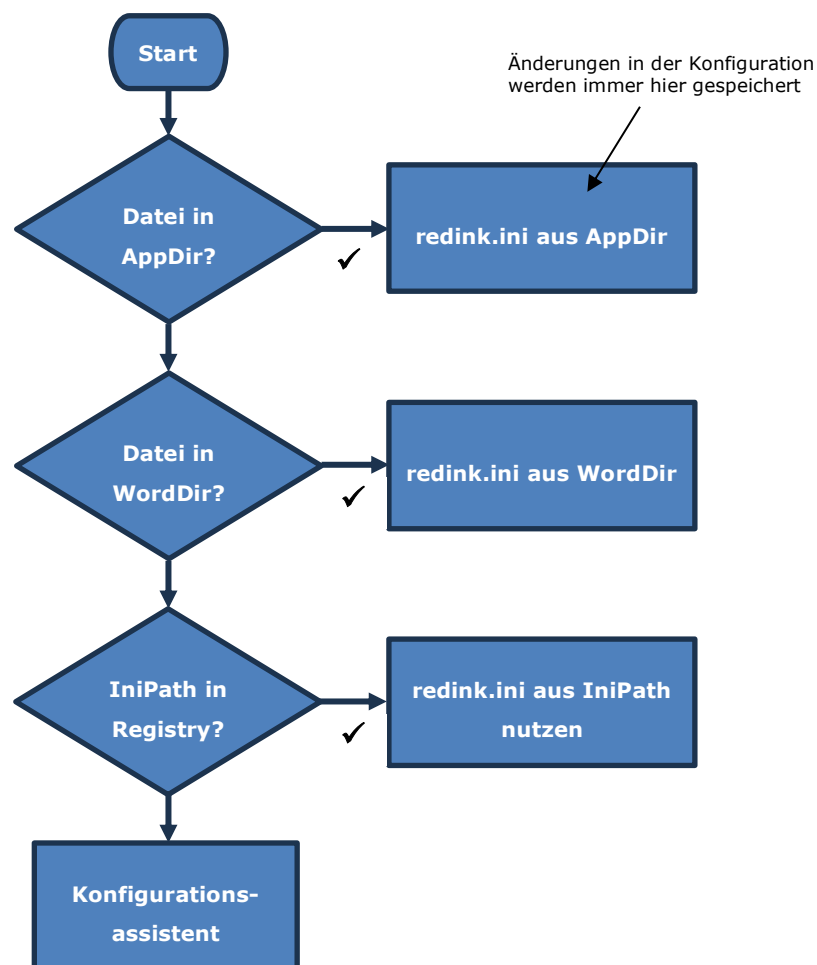 Start
Änderungen in der Konfiguration
werden immer hier gespeichert
Datei in
AppDir?
redink.ini aus AppDir
Datei in
WordDir?
redink.ini aus WordDir
IniPath in
Registry?
redink.ini aus IniPath
nutzen
Konfigurations-
assistent